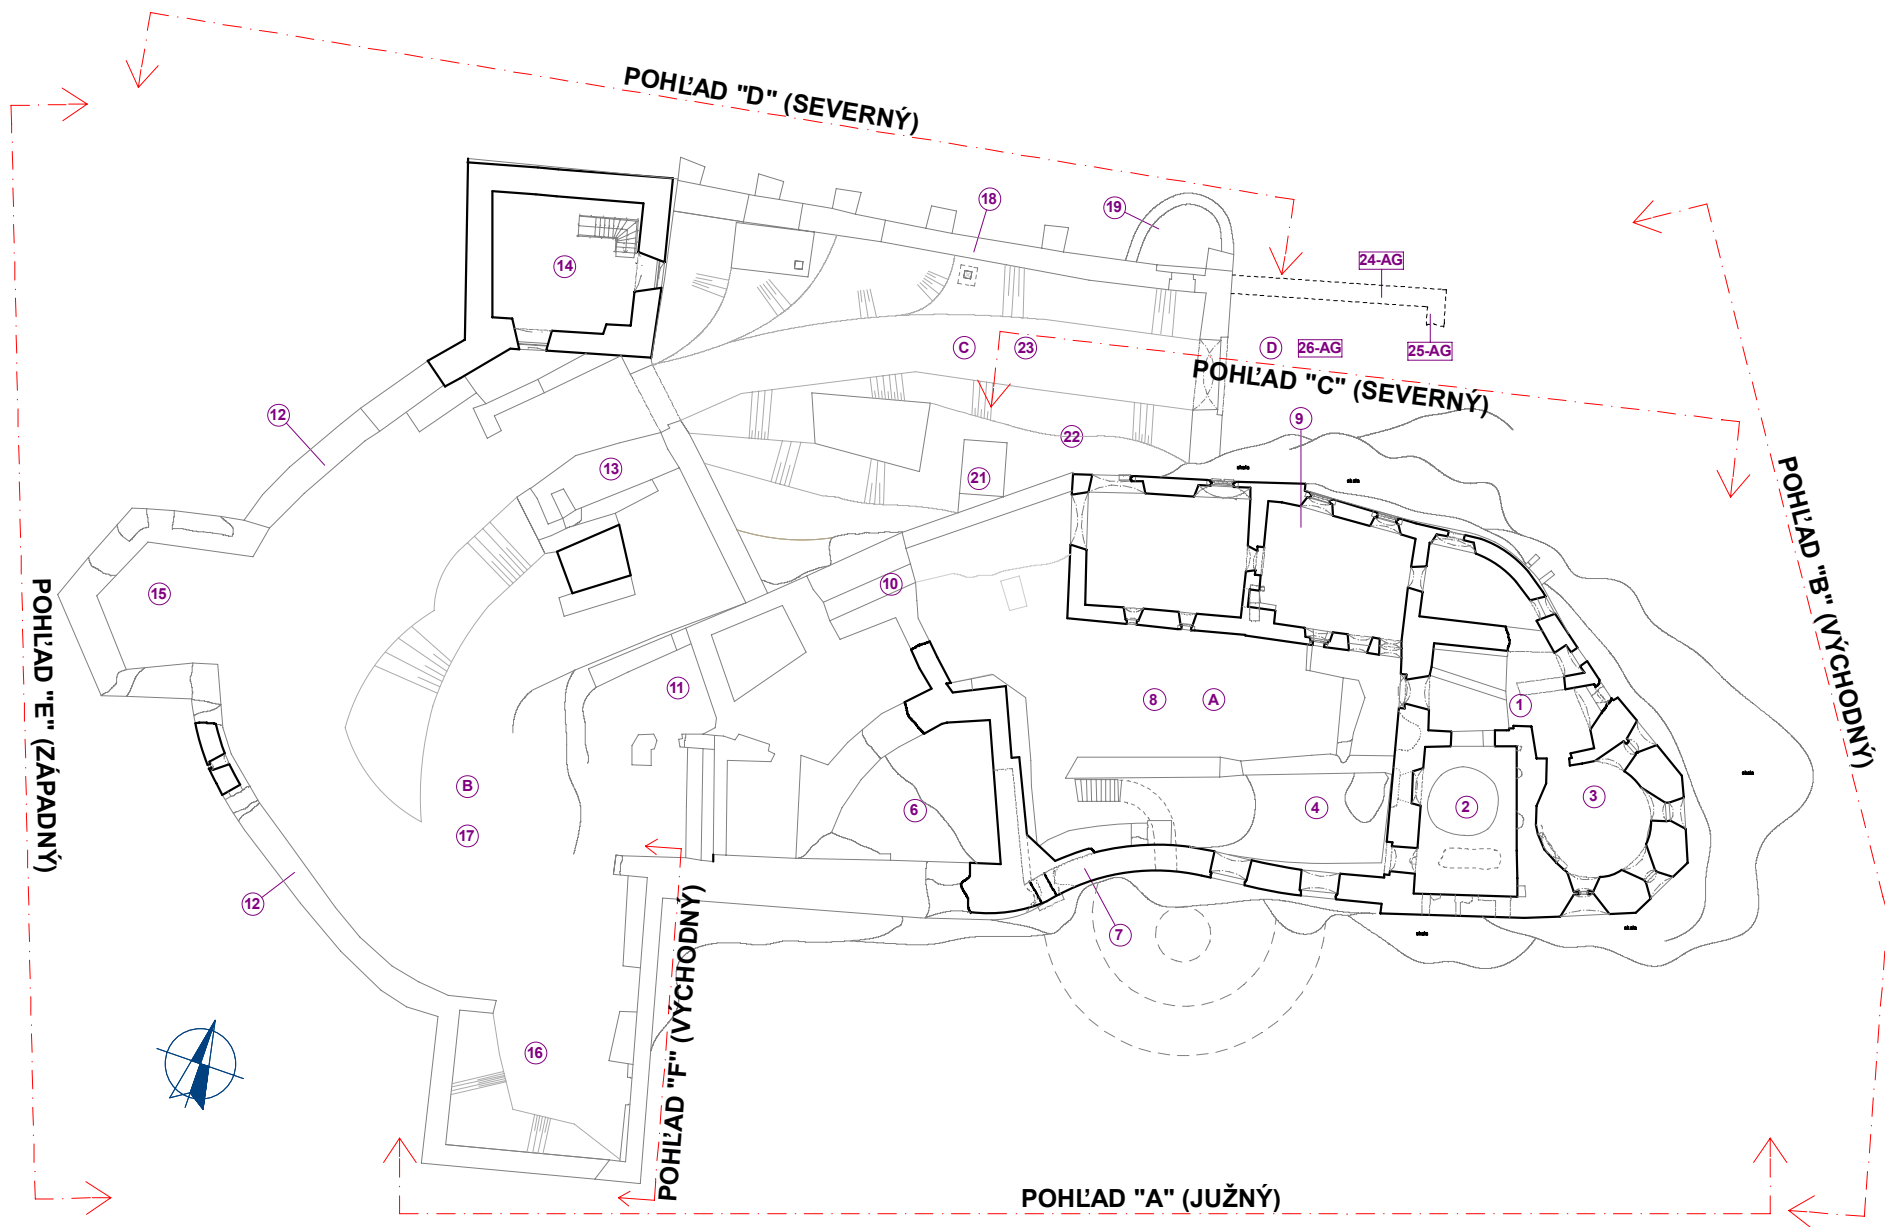 POHĽAD "D" (SEVERNÝ)
18
19
14
24-AG
C
23
D
26-AG
25-AG
POHĽAD "C" (SEVERNÝ)
12
9
22
13
21
POHĽAD "B" (VÝCHODNÝ)
POHĽAD "E" (ZÁPADNÝ)
15
10
11
8
A
1
B
2
3
6
4
17
12
7
POHĽAD "F" (VÝCHODNÝ)
16
POHĽAD "A" (JUŽNÝ)